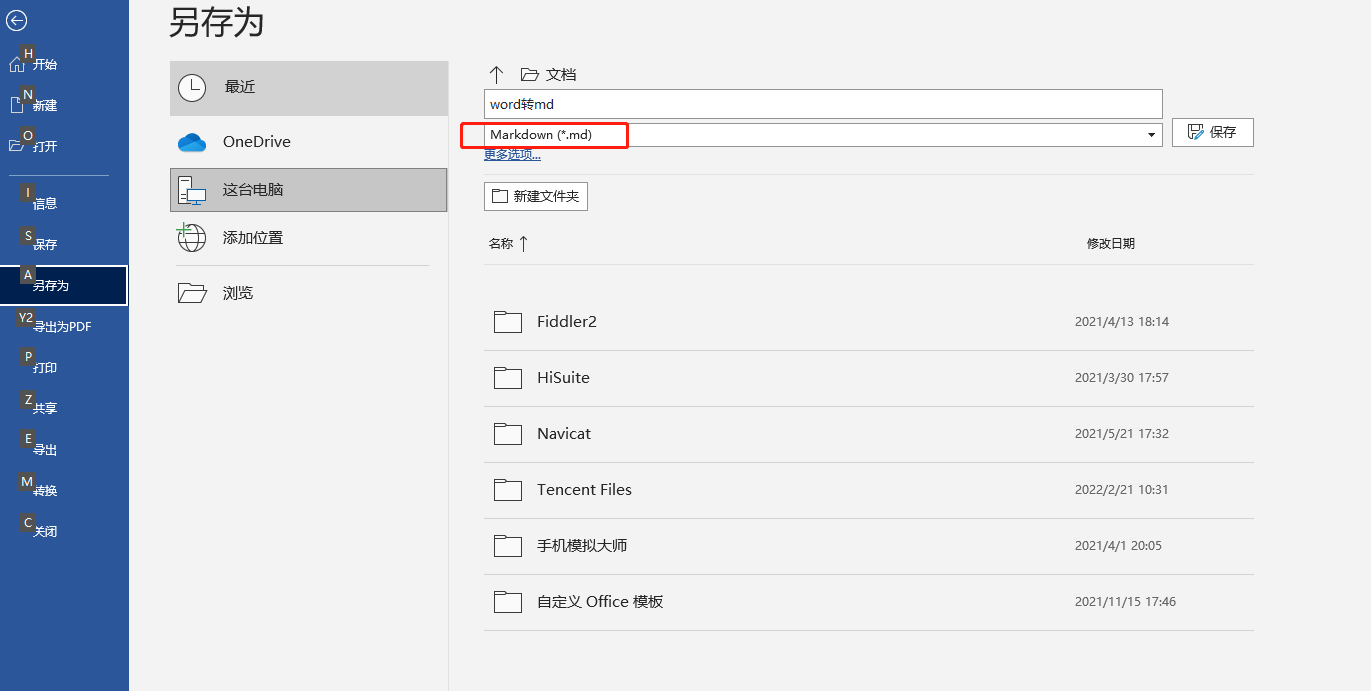 另存为
H
开始
N
新建
O
打开
I
信息
S
保存
A
另存为
Y2
导出为PDF
P
打印
Z
共享
E
导出
M
转换
C
关闭
最近
OneDrive
这台电脑
添加位置
浏览
文档
word转md
Markdown (*.md)
保存
更多选项...
新建文件夹
名称 修改日期
Fiddler2 2021/4/13 18:14
HiSuite 2021/3/30 17:57
Navicat 2021/5/21 17:32
Tencent Files 2022/2/21 10:31
手机模拟大师 2021/4/1 20:05
自定义 Office 模板 2021/11/15 17:46